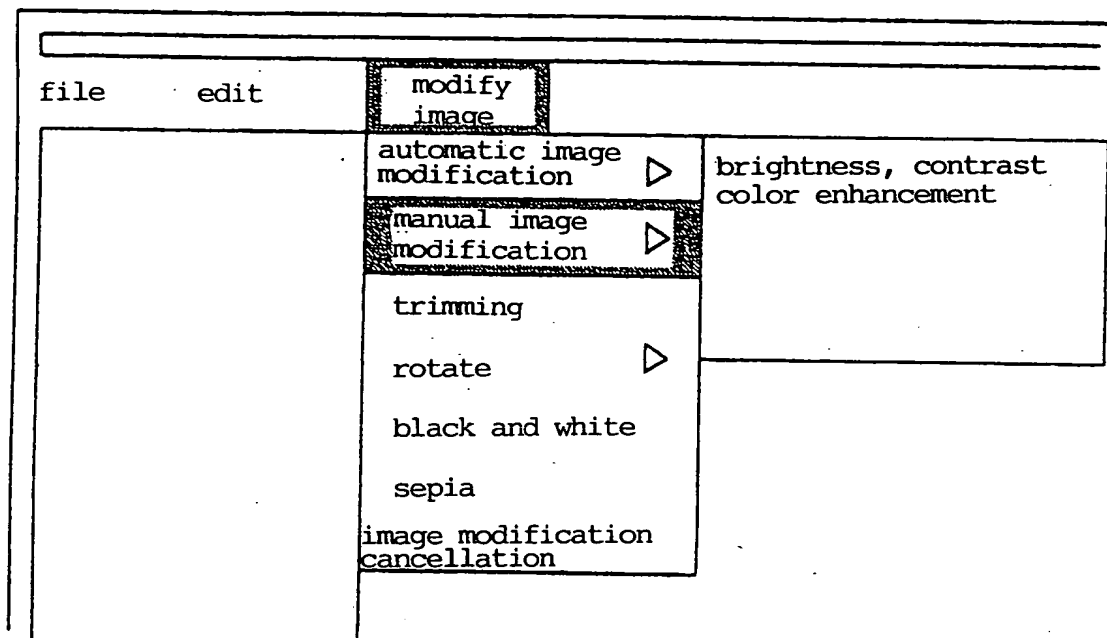 file edit modify
image
automatic image
modification
manual image
modification
trimming
rotate
black and white
sepia
image modification
cancellation
brightness, contrast
color enhancement